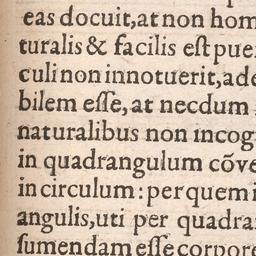 eas docuit,at non hom
turalis & facilis eſt pue
culi non innotuerit,ade
bilem eſſe, at necdum
naturalibus non incog
in quadrangulum cõve
in circulum : per quem i
angulis,uti per quadra
ſumendam eſſe corpore